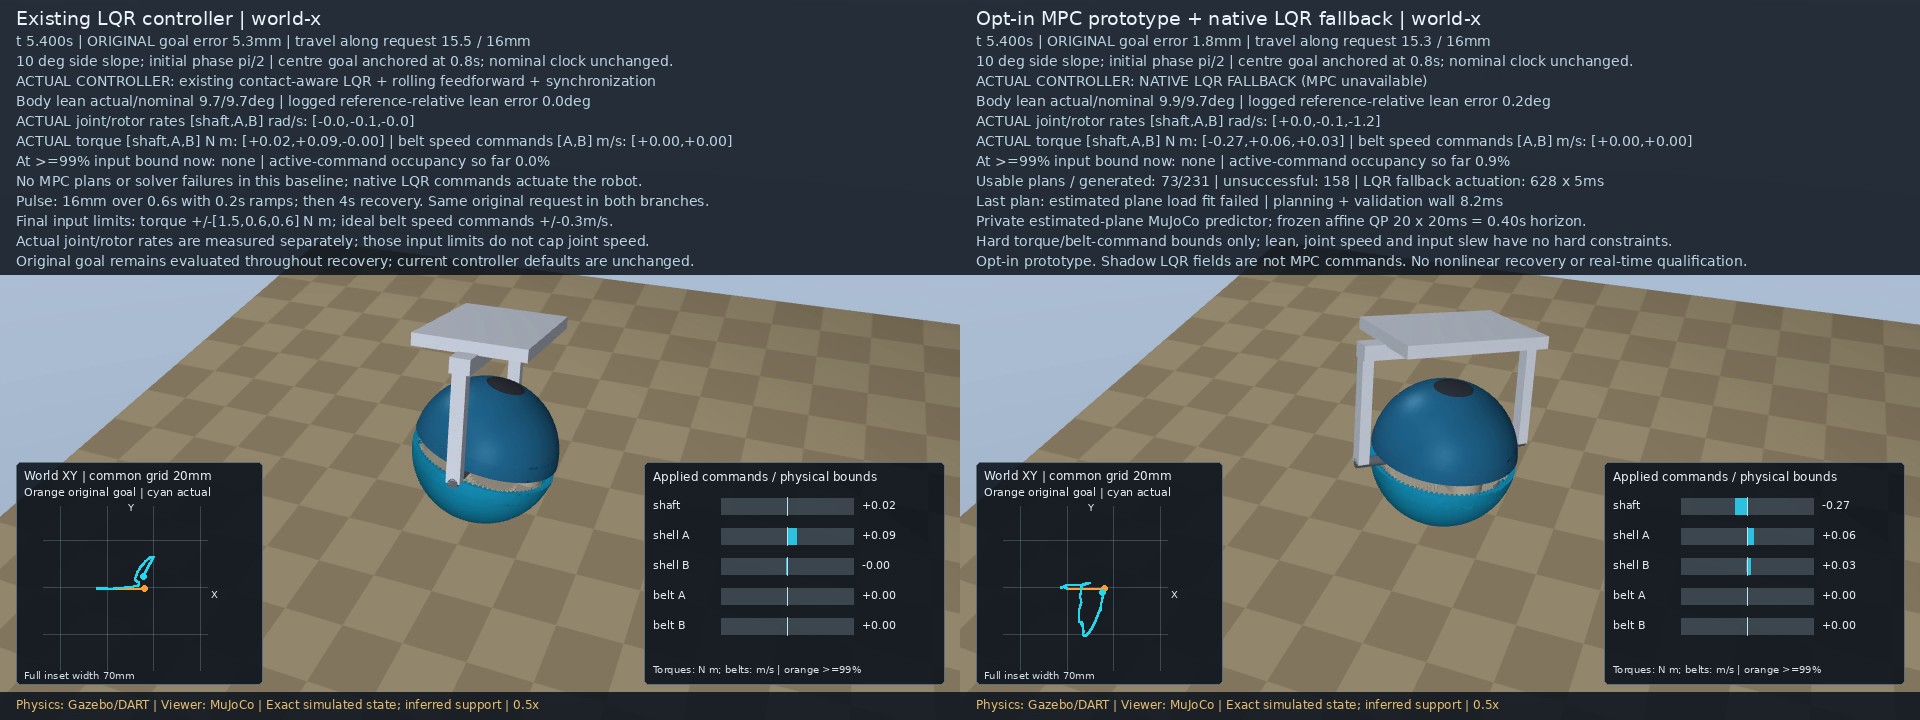 Existing LQR controller | world-x
t 5.400s | ORIGINAL goal error 5.3mm | travel along request 15.5 / 16mm
10 deg side slope; initial phase pi/2 | centre goal anchored at 0.8s; nominal clock unchanged.
ACTUAL CONTROLLER: existing contact-aware LQR + rolling feedforward + synchronization
Body lean actual/nominal 9.7/9.7deg | logged reference-relative lean error 0.0deg
ACTUAL joint/rotor rates [shaft,A,B] rad/s: [-0.0,-0.1,-0.0]
ACTUAL torque [shaft,A,B] N m: [+0.02,+0.09,-0.00] | belt speed commands [A,B] m/s: [+0.00,+0.00]
At >=99% input bound now: none | active-command occupancy so far 0.0%
No MPC plans or solver failures in this baseline; native LQR commands actuate the robot.
Pulse: 16mm over 0.6s with 0.2s ramps; then 4s recovery. Same original request in both branches.
Final input limits: torque +/-[1.5,0.6,0.6] N m; ideal belt speed commands +/-0.3m/s.
Actual joint/rotor rates are measured separately; those input limits do not cap joint speed.
Original goal remains evaluated throughout recovery; current controller defaults are unchanged.
World XY | common grid 20mm
Orange original goal | cyan actual
Y
X
Full inset width 70mm
Applied commands / physical bounds
shaft +0.02
shell A +0.09
shell B -0.00
belt A +0.00
belt B +0.00
Torques: N m; belts: m/s | orange >=99%
Physics: Gazebo/DART | Viewer: MuJoCo | Exact simulated state; inferred support | 0.5x
Opt-in MPC prototype + native LQR fallback | world-x
t 5.400s | ORIGINAL goal error 1.8mm | travel along request 15.3 / 16mm
10 deg side slope; initial phase pi/2 | centre goal anchored at 0.8s; nominal clock unchanged.
ACTUAL CONTROLLER: NATIVE LQR FALLBACK (MPC unavailable)
Body lean actual/nominal 9.9/9.7deg | logged reference-relative lean error 0.2deg
ACTUAL joint/rotor rates [shaft,A,B] rad/s: [+0.0,-0.1,-1.2]
ACTUAL torque [shaft,A,B] N m: [-0.27,+0.06,+0.03] | belt speed commands [A,B] m/s: [+0.00,+0.00]
At >=99% input bound now: none | active-command occupancy so far 0.9%
Usable plans / generated: 73/231 | unsuccessful: 158 | LQR fallback actuation: 628 x 5ms
Last plan: estimated plane load fit failed | planning + validation wall 8.2ms
Private estimated-plane MuJoCo predictor; frozen affine QP 20 x 20ms = 0.40s horizon.
Hard torque/belt-command bounds only; lean, joint speed and input slew have no hard constraints.
Opt-in prototype. Shadow LQR fields are not MPC commands. No nonlinear recovery or real-time qualification.
World XY | common grid 20mm
Orange original goal | cyan actual
Y
X
Full inset width 70mm
Applied commands / physical bounds
shaft -0.27
shell A +0.06
shell B +0.03
belt A +0.00
belt B +0.00
Torques: N m; belts: m/s | orange >=99%
Physics: Gazebo/DART | Viewer: MuJoCo | Exact simulated state; inferred support | 0.5x